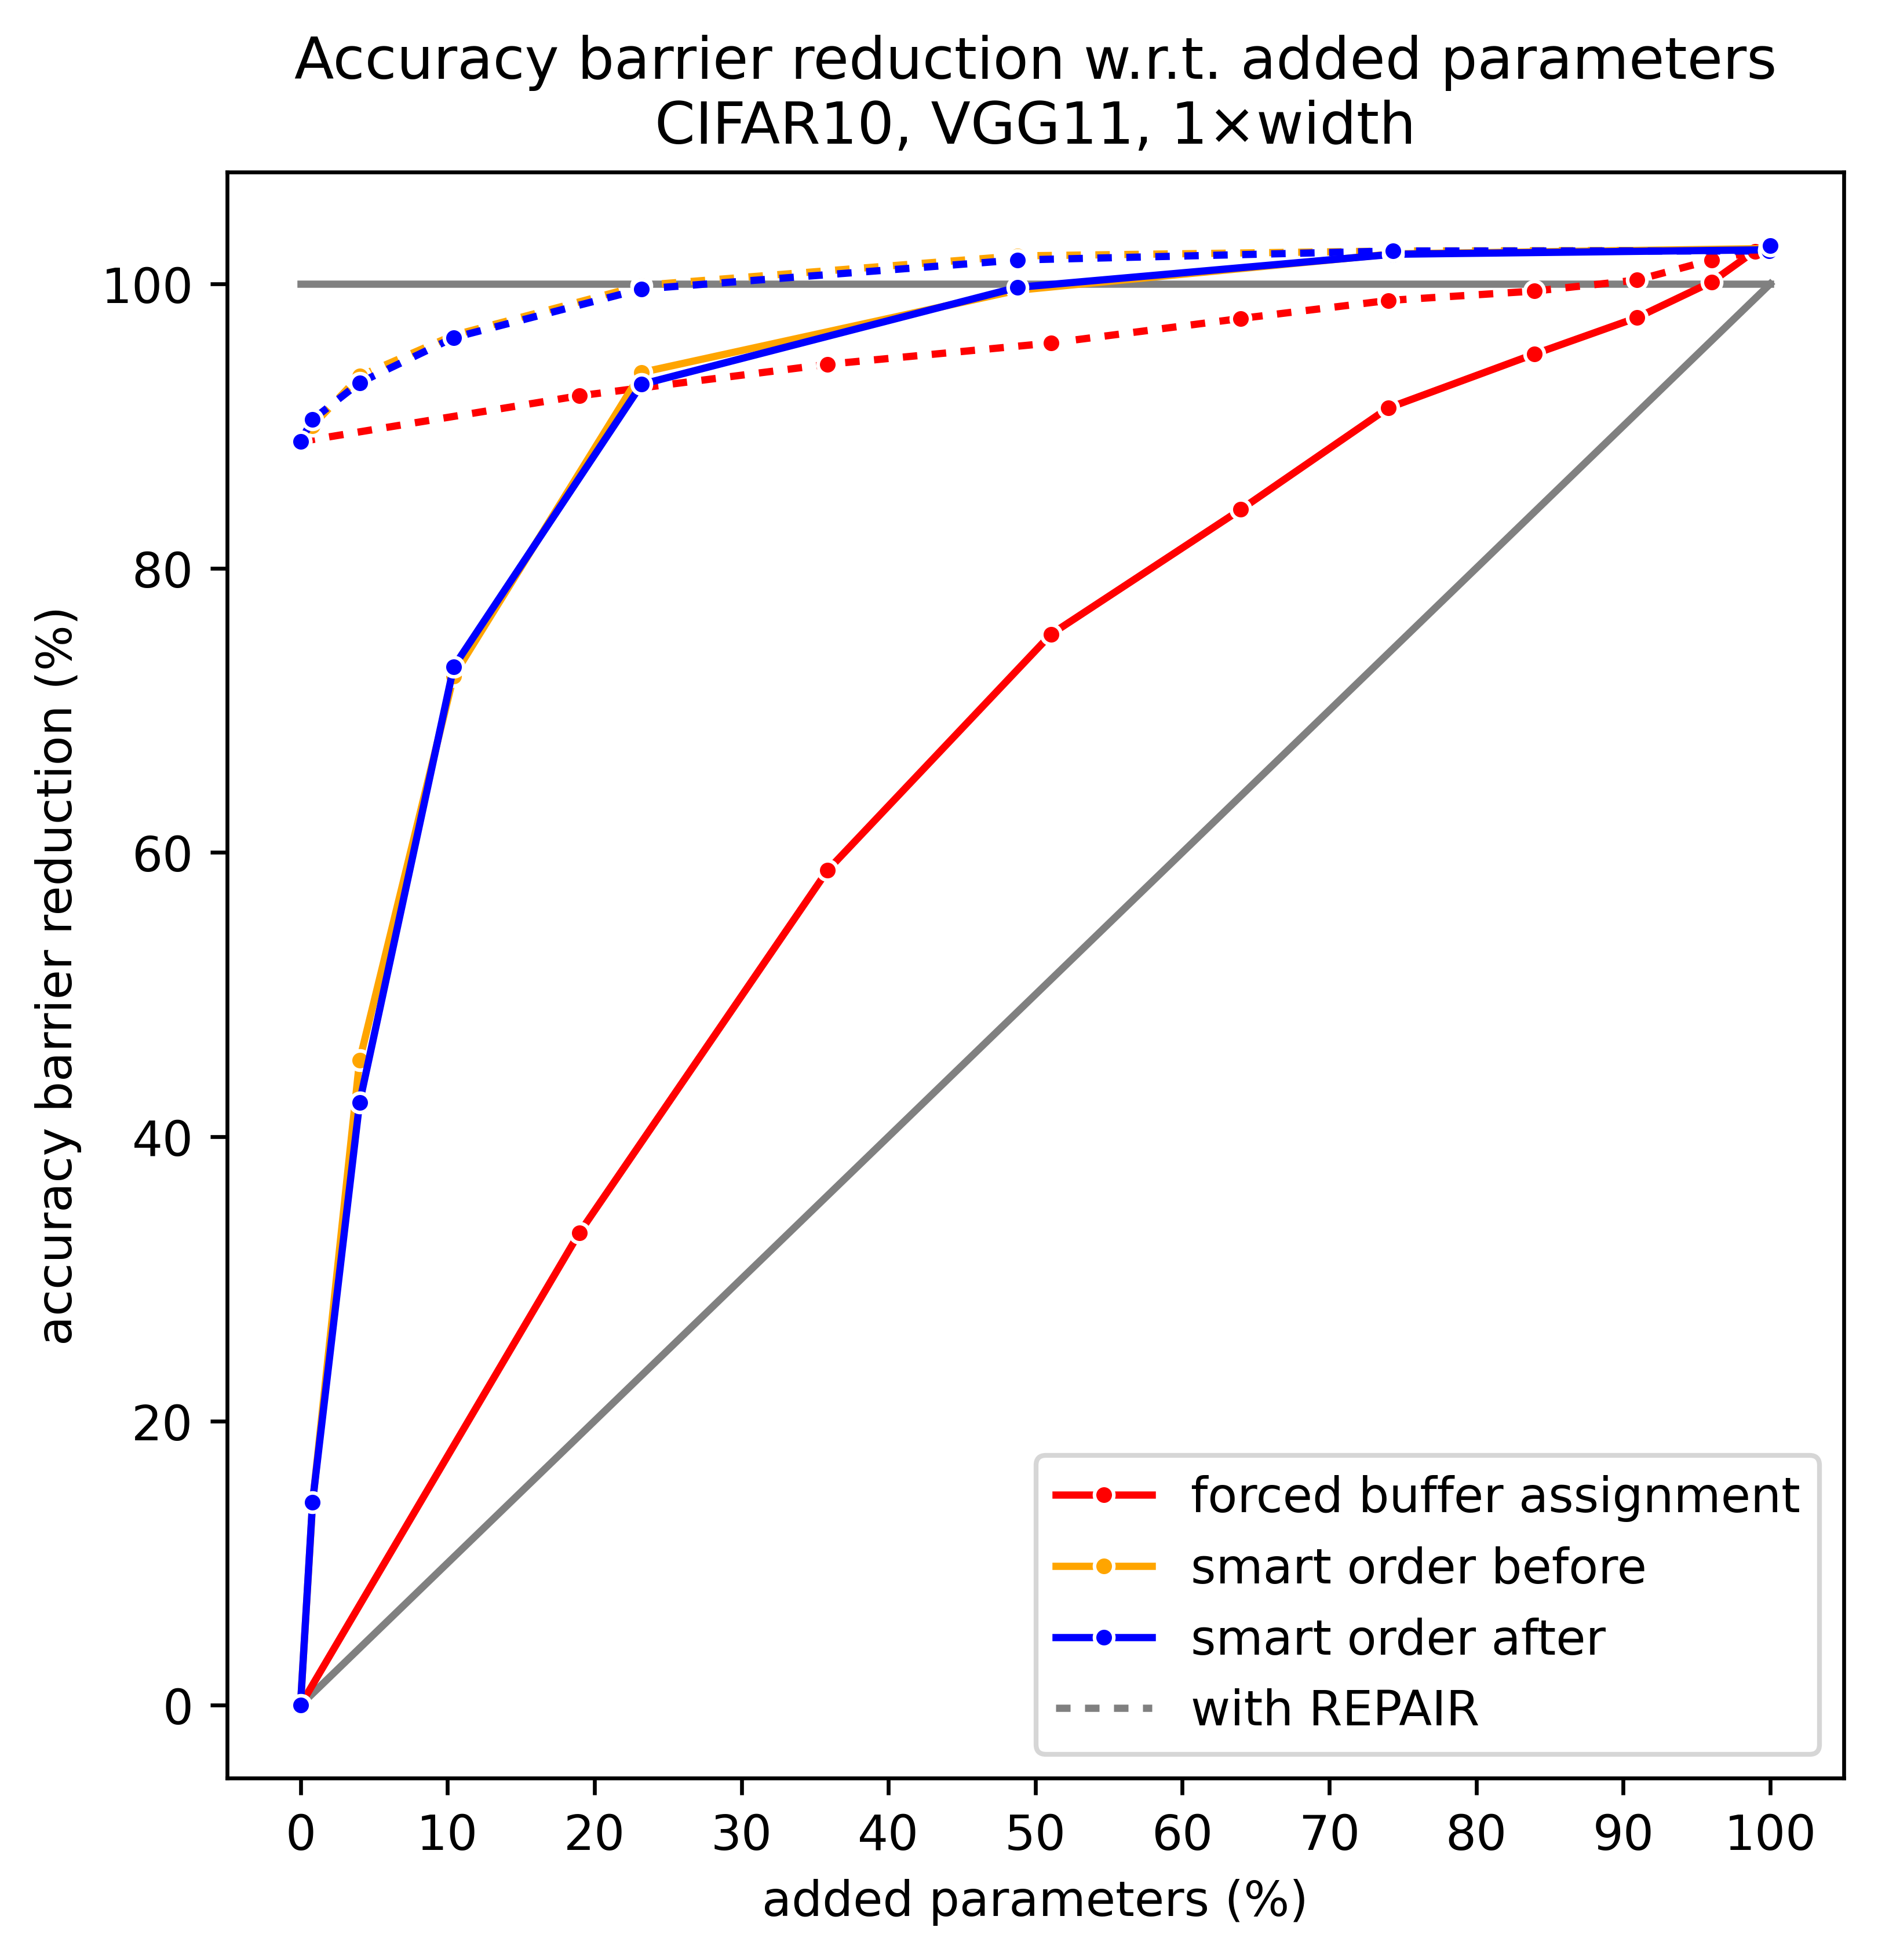 Accuracy barrier reduction w.r.t. added parameters
CIFAR10, VGG11, 1×width
accuracy barrier reduction (%)
100
80
60
40
20
0
forced buffer assignment
smart order before
smart order after
with REPAIR
0 10 20 30 40 50 60 70 80 90 100
added parameters (%)